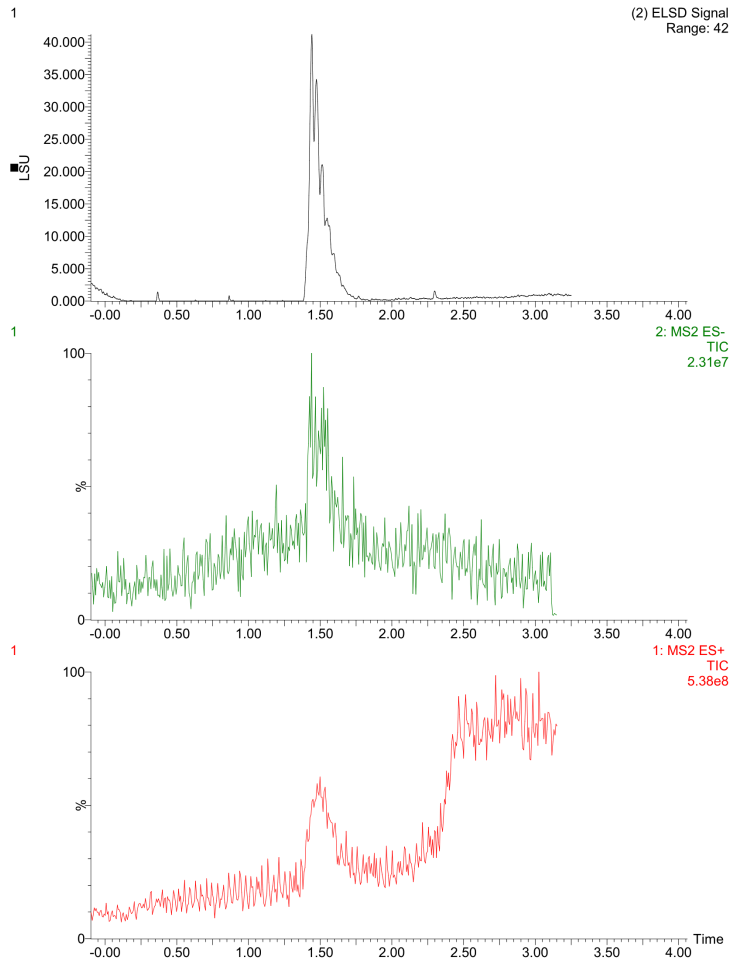 1
(2) ELSD Signal
Range: 42
LSU
40.000
35.000
30.000
25.000
20.000
15.000
10.000
5.000
0.000
-0.00 0.50 1.00 1.50 2.00 2.50 3.00 3.50 4.00
1
2: MS2 ES-
TIC
2.31e7
100
%
0
-0.00 0.50 1.00 1.50 2.00 2.50 3.00 3.50 4.00
1
1: MS2 ES+
TIC
5.38e8
100
%
0
Time
-0.00 0.50 1.00 1.50 2.00 2.50 3.00 3.50 4.00